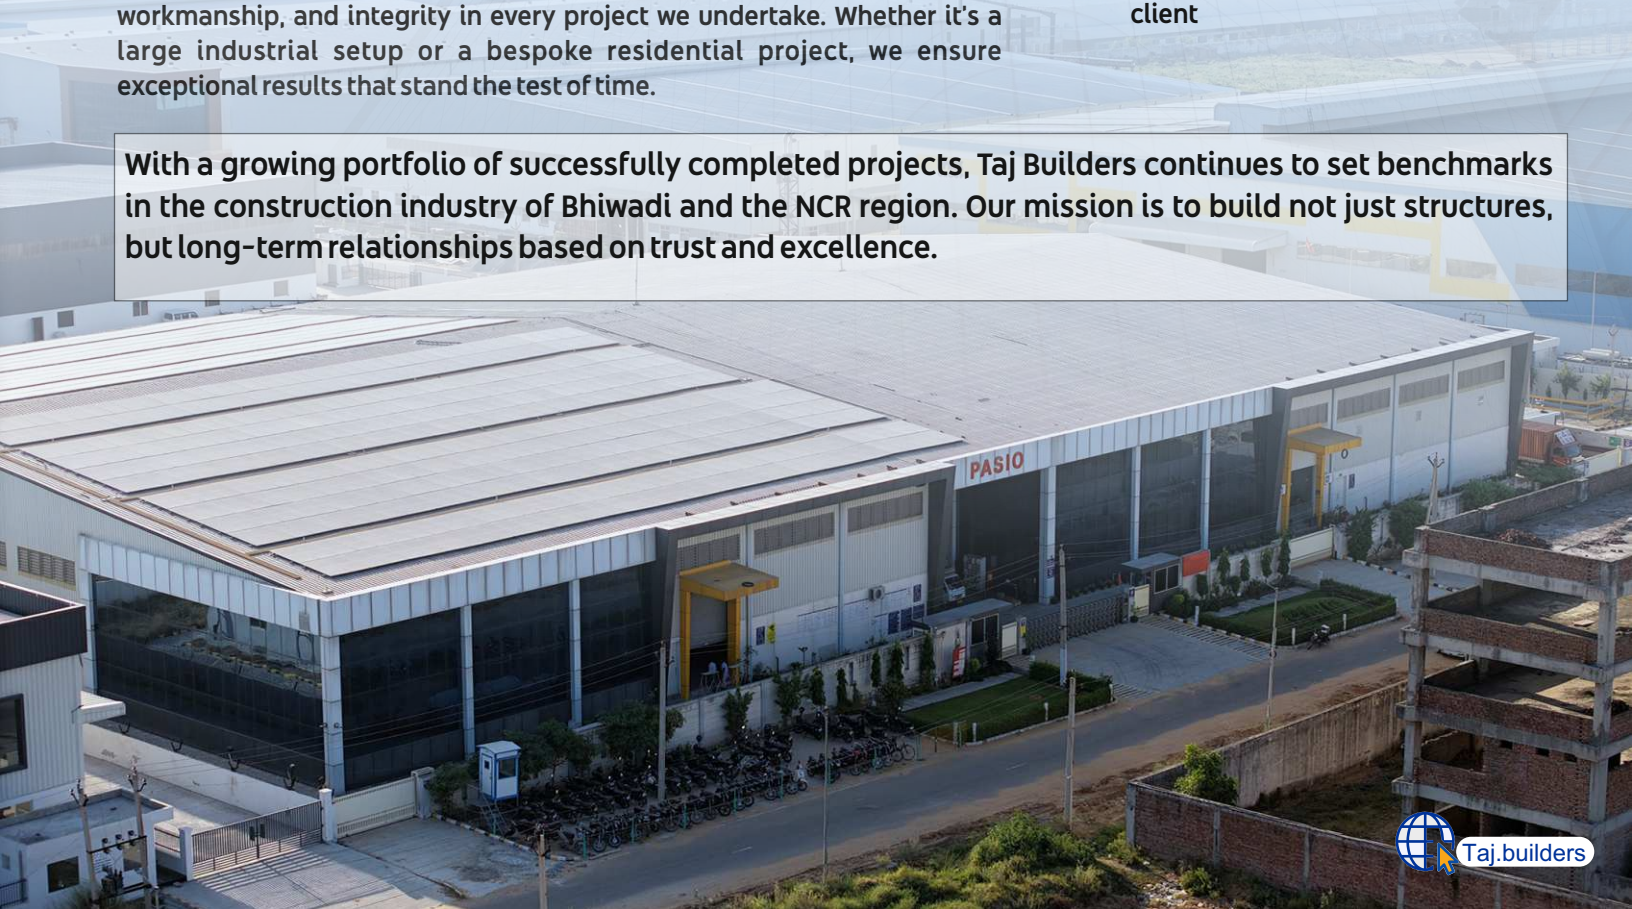 workmanship, and integrity in every project we undertake. Whether it's a
large industrial setup or a bespoke residential project, we ensure
exceptional results that stand the test of time.
client
With a growing portfolio of successfully completed projects, Taj Builders continues to set benchmarks
in the construction industry of Bhiwadi and the NCR region. Our mission is to build not just structures,
but long-term relationships based on trust and excellence.
PASIO
Taj.builders